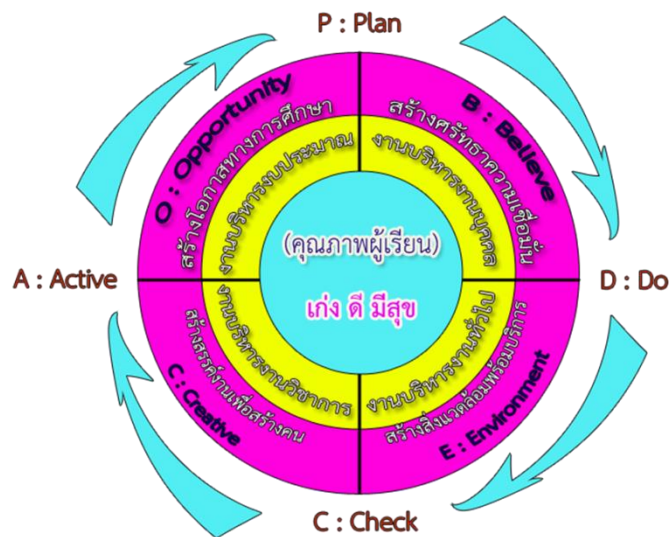 P : Plan
O : Opportunity
สร้างโอกาสทางการศึกษา
งานบริหารงบประมาณ
B : Believe
สร้างศรัทธาความเชื่อมั่น
งานบริหารงานบุคคล
(คุณภาพผู้เรียน)
เก่ง ดี มีสุข
A : Active
D : Do
งานบริหารงานวิชาการ
สร้างสรรค์งานเพื่อสร้างคน
C : Creative
งานบริหารงานทั่วไป
สร้างสิ่งแวดล้อมพร้อมบริการ
E : Environment
C : Check